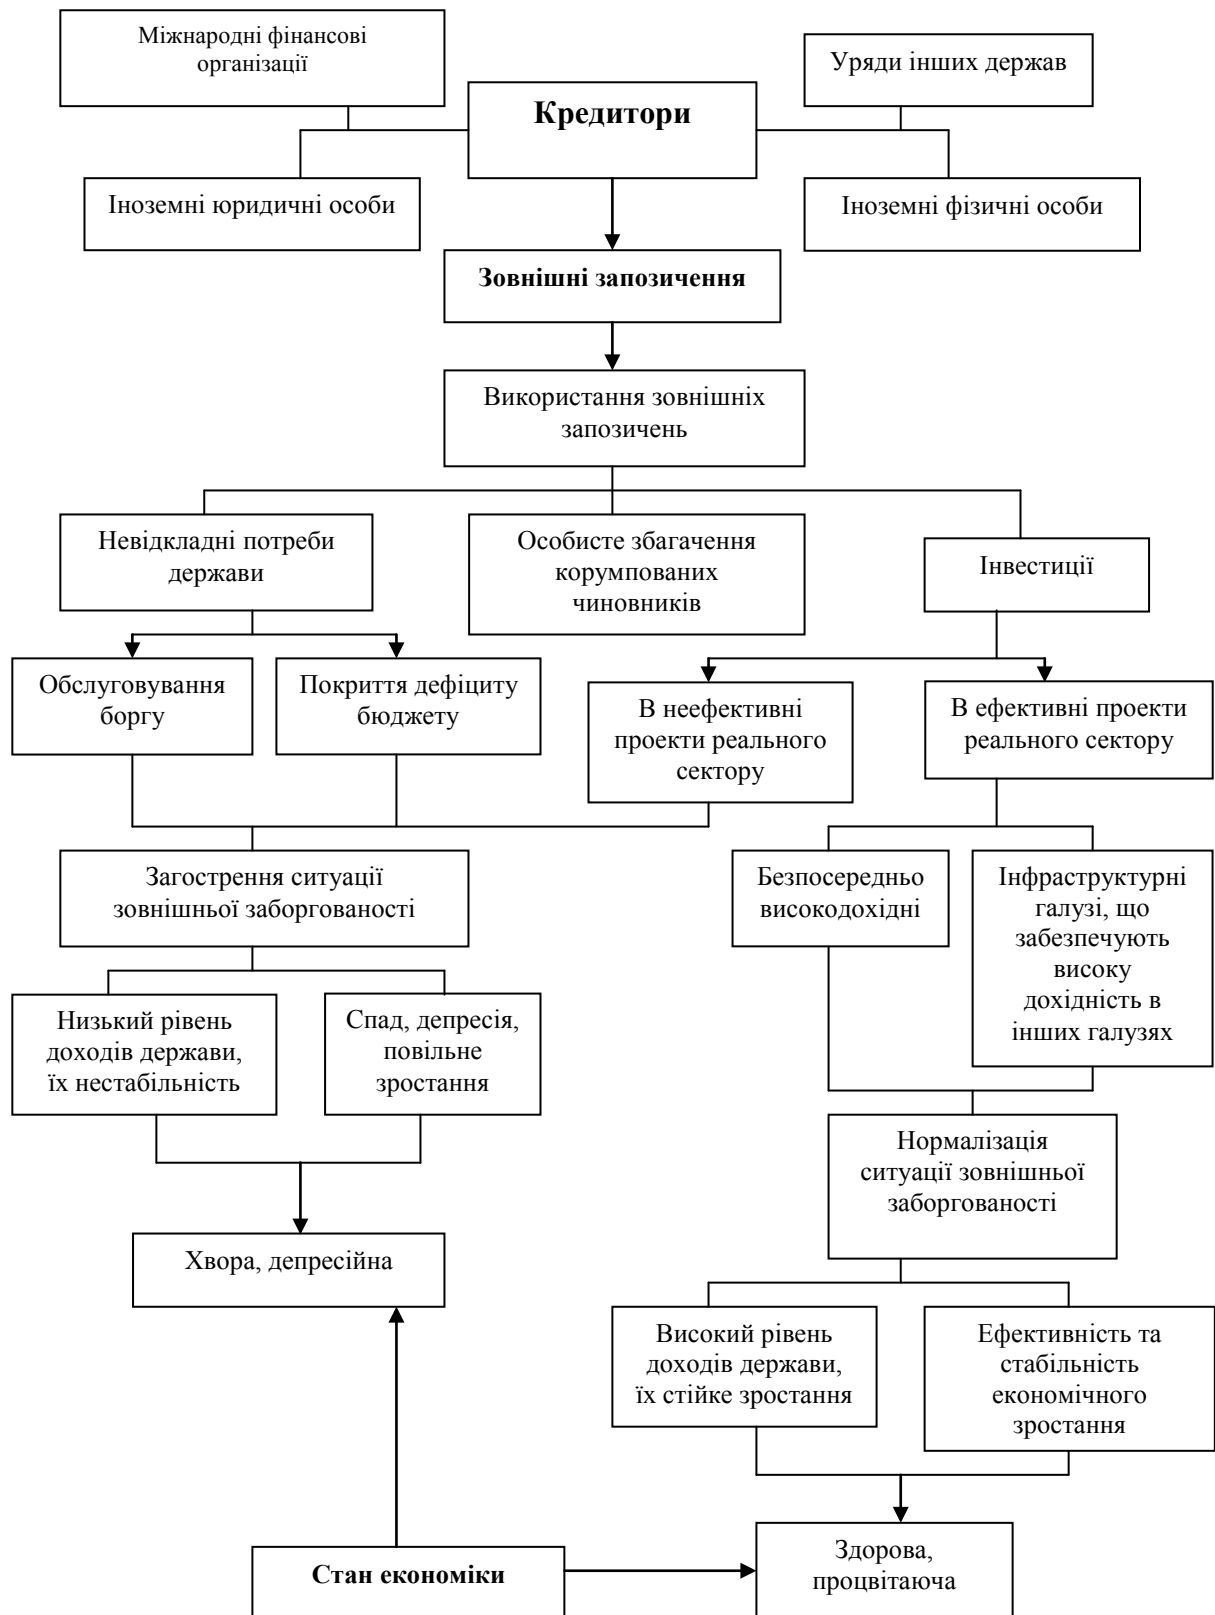 Міжнародні фінансові
організації
Уряди інших держав
Кредитори
Іноземні юридичні особи
Іноземні фізичні особи
Зовнішні запозичення
Використання зовнішніх
запозичень
Невідкладні потреби
держави
Особисте збагачення
корумпованих
чиновників
Інвестиції
Обслуговування
боргу
Покриття дефіциту
бюджету
В неефективні
проекти реального
сектору
В ефективні проекти
реального сектору
Загострення ситуації
зовнішньої заборгованості
Безпосередньо
високодохідні
Інфраструктурні
галузі, що
забезпечують
високу
дохідність в
інших галузях
Низький рівень
доходів держави,
їх нестабільність
Спад, депресія,
повільне
зростання
Нормалізація
ситуації зовнішньої
заборгованості
Хвора, депресійна
Високий рівень
доходів держави,
їх стійке зростання
Ефективність та
стабільність
економічного
зростання
Стан економіки
Здорова,
процвітаюча